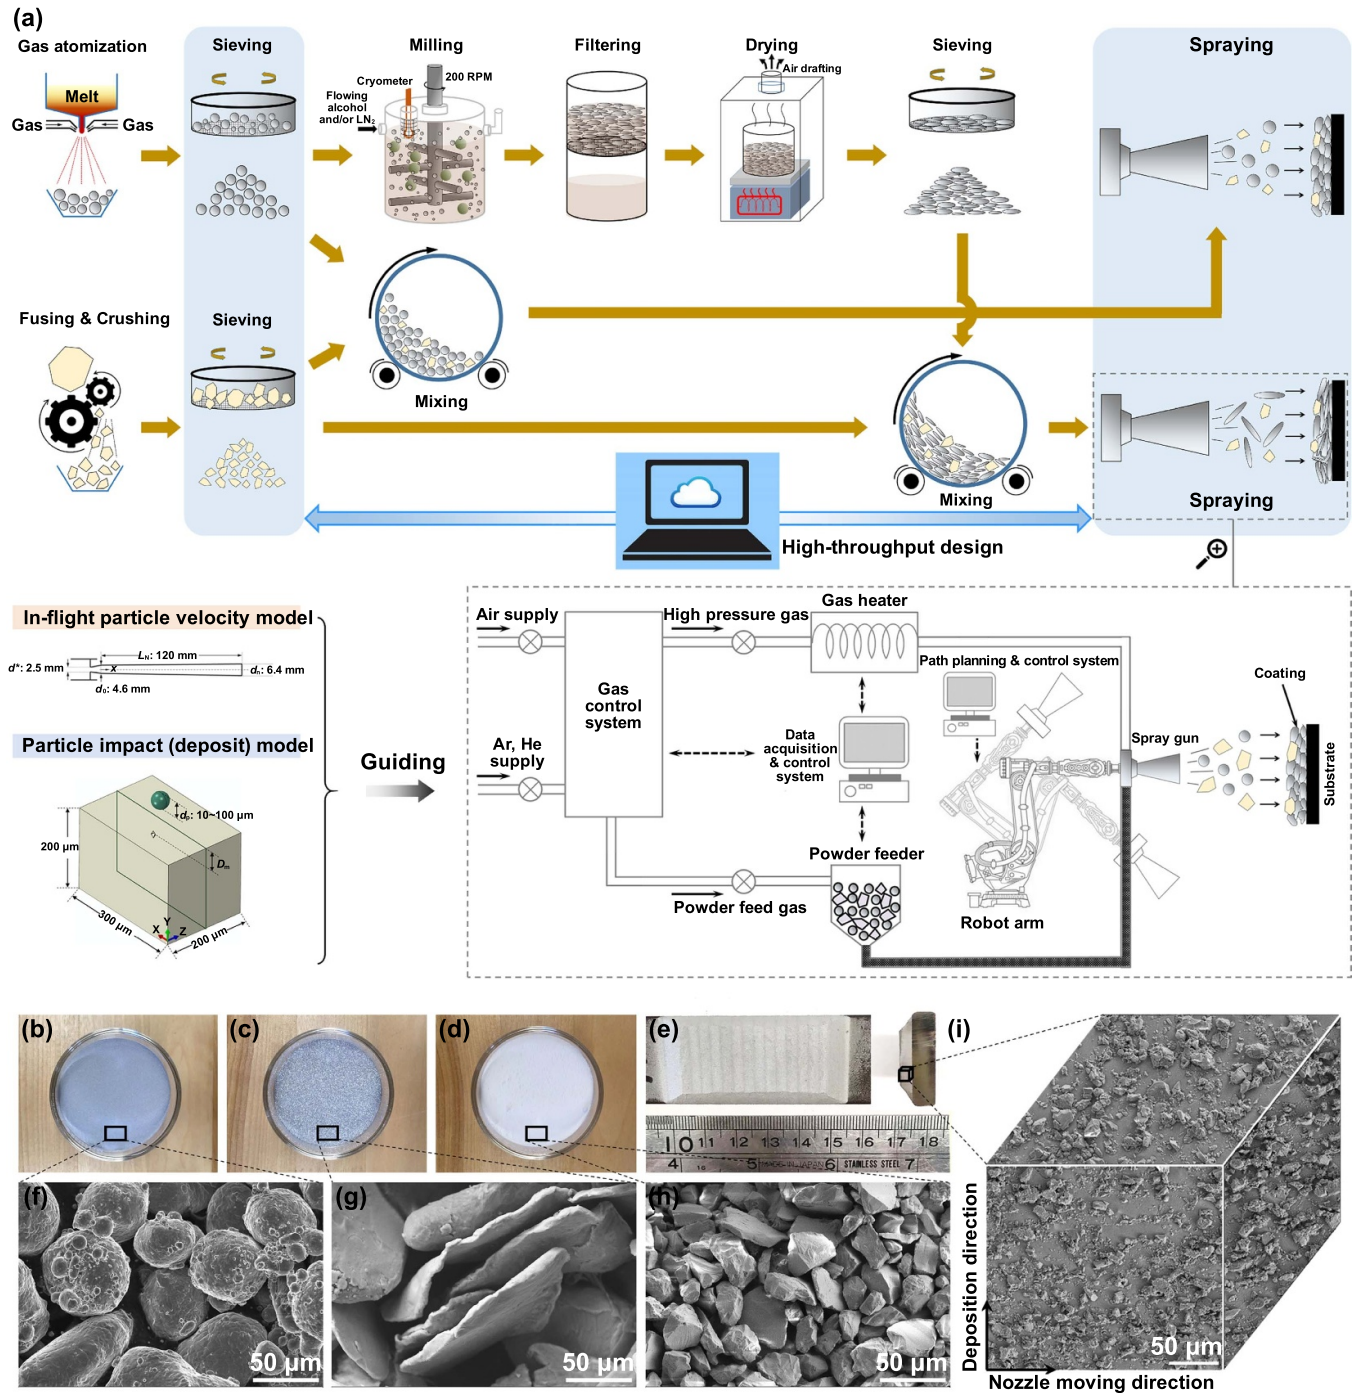 (a)
Gas atomization
Sieving
Milling
Filtering
Drying
Sieving
Spraying
Melt
Gas
Gas
Cryometer
200 RPM
Flowing
alcohol
and/or LN₂
Air drafting
Fusing & Crushing
Sieving
Mixing
Mixing
Spraying
High-throughput design
In-flight particle velocity model
L_N: 120 mm
d*: 2.5 mm
x
d₀: 4.6 mm
dₙ: 6.4 mm
Particle impact (deposit) model
dₚ: 10~100 μm
200 μm
Dₘ
300 μm
200 μm
X
Y
Z
Guiding
Air supply
High pressure gas
Gas heater
Path planning & control system
Gas
control
system
Ar, He
supply
Data
acquisition
& control
system
Spray gun
Coating
Substrate
Powder feeder
Powder feed gas
Robot arm
(b)
(c)
(d)
(e)
(i)
10 11 12 13 14 15 16 17 18
4 5 MADE IN JAPAN 6 STAINLESS STEEL 7
(f)
(g)
(h)
50 μm
50 μm
50 μm
50 μm
Deposition direction
Nozzle moving direction